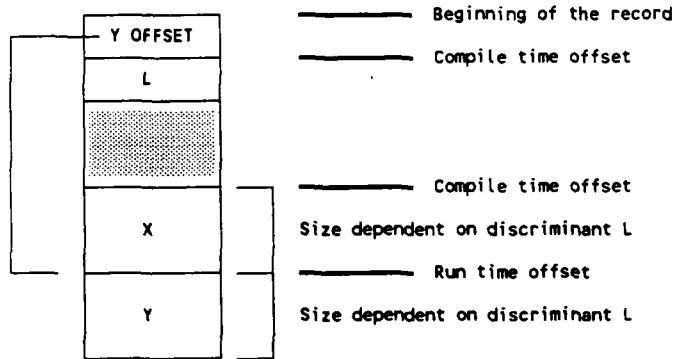 Beginning of the record
Y OFFSET
Compile time offset
L
Compile time offset
X
Size dependent on discriminant L
Run time offset
Y
Size dependent on discriminant L